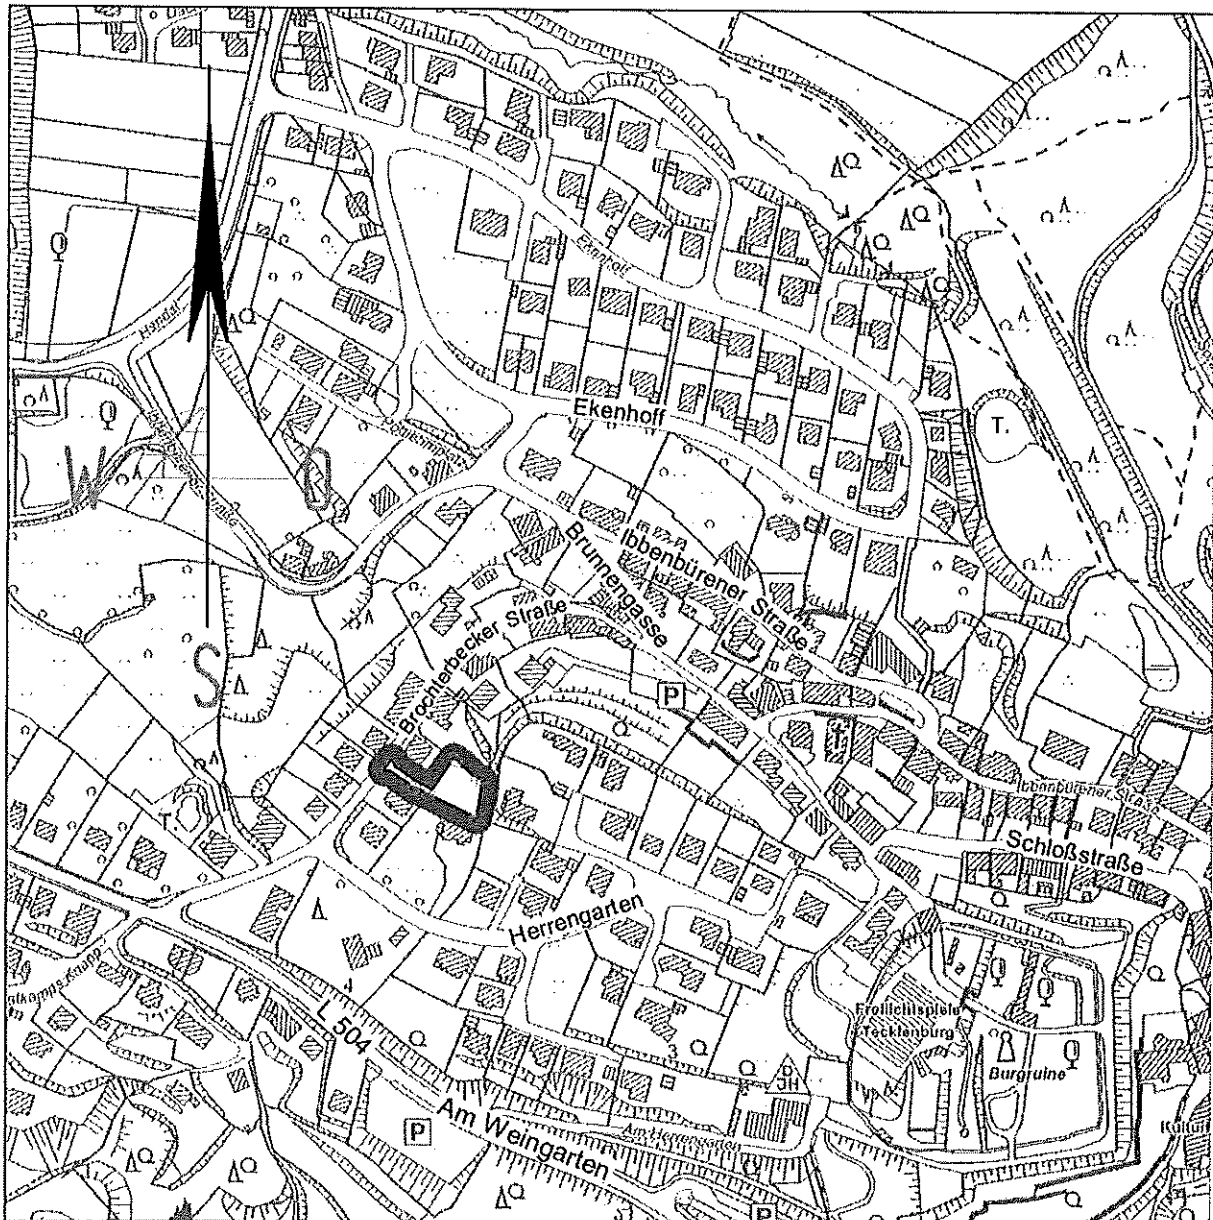 Ekenhoff
Ekenhoff
W
O
Ibbenbürener Straße
Brunnengasse
Brochterbecker Straße
S
P
T.
T.
Ibbenbürener Straße
Schloßstraße
Herrengarten
Freilichtspiele
Tecklenburg
Burgruine
L 504
D
JH
Am Weingarten
P
Am Herrengarten
P